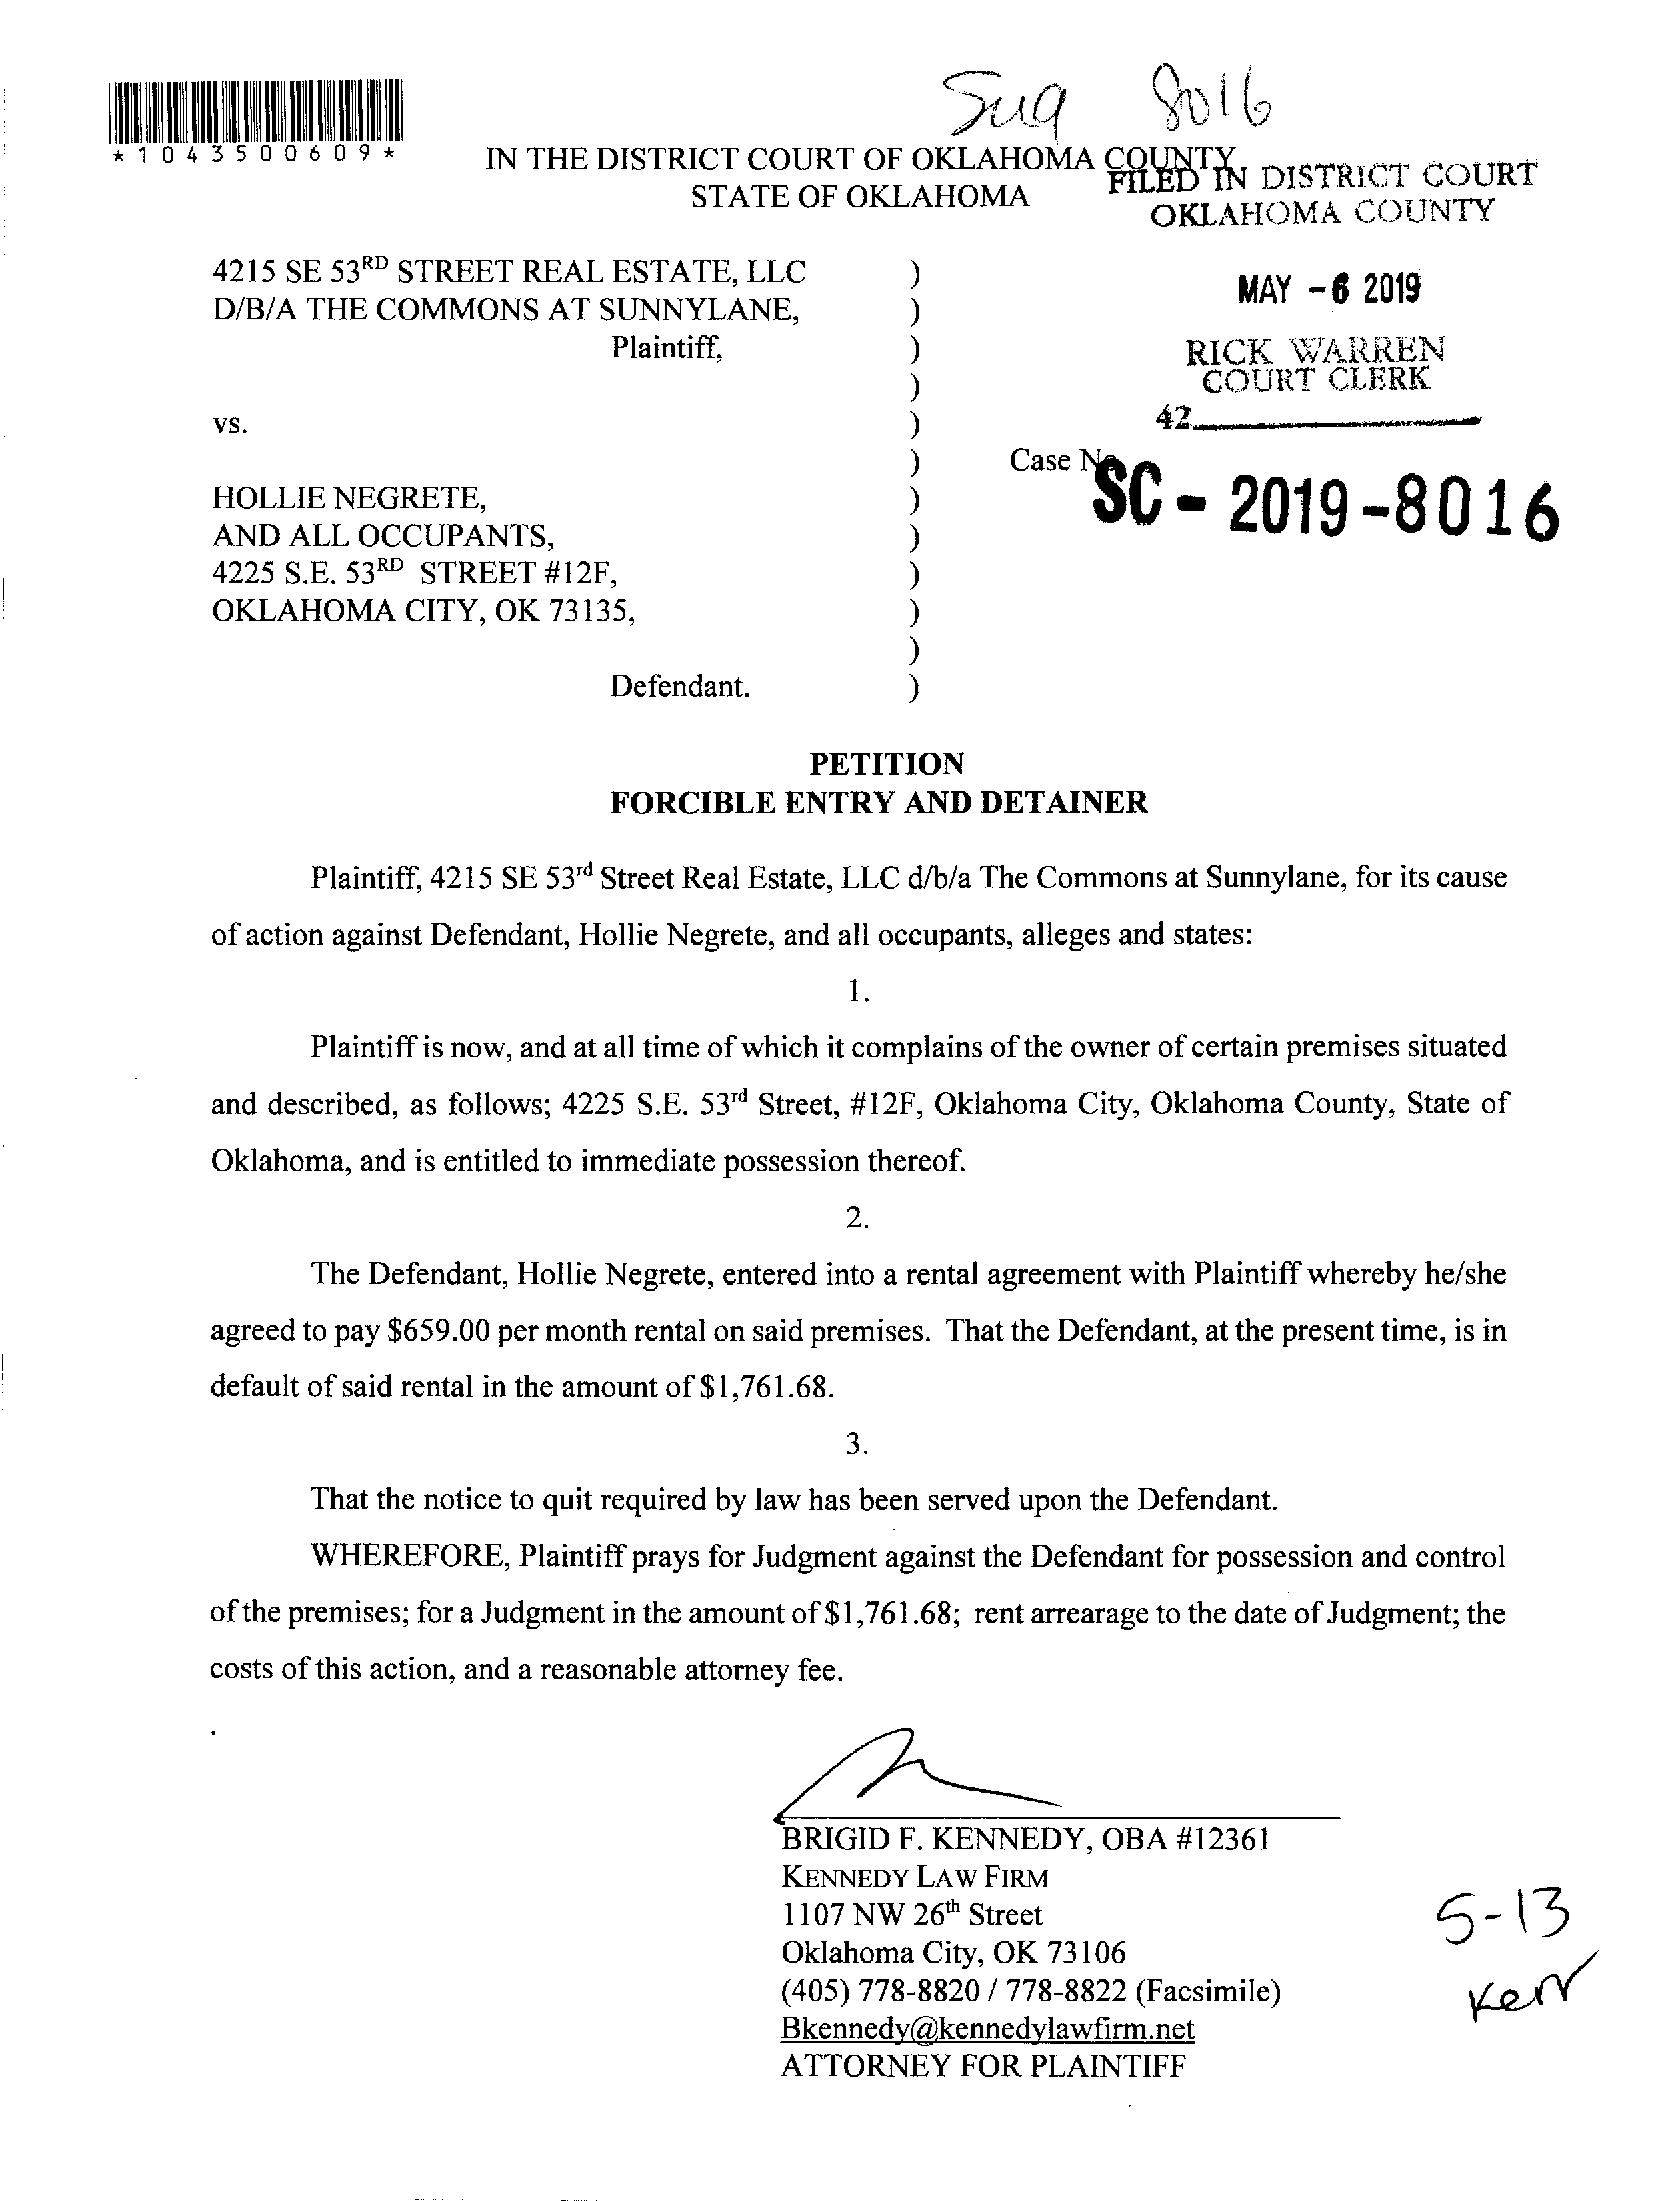 Sug 8016
*1043500609*
IN THE DISTRICT COURT OF OKLAHOMA COUNTY
STATE OF OKLAHOMA
FILED IN DISTRICT COURT
OKLAHOMA COUNTY
MAY -6 2019
RICK WARREN
COURT CLERK
42
4215 SE 53RD STREET REAL ESTATE, LLC )
D/B/A THE COMMONS AT SUNNYLANE, )
Plaintiff, )
)
vs. )
) Case No.
SC - 2019 - 8016
HOLLIE NEGRETE, )
AND ALL OCCUPANTS, )
4225 S.E. 53RD STREET #12F, )
OKLAHOMA CITY, OK 73135, )
)
Defendant. )
PETITION
FORCIBLE ENTRY AND DETAINER
Plaintiff, 4215 SE 53rd Street Real Estate, LLC d/b/a The Commons at Sunnylane, for its cause
of action against Defendant, Hollie Negrete, and all occupants, alleges and states:
1.
Plaintiff is now, and at all time of which it complains of the owner of certain premises situated
and described, as follows; 4225 S.E. 53rd Street, #12F, Oklahoma City, Oklahoma County, State of
Oklahoma, and is entitled to immediate possession thereof.
2.
The Defendant, Hollie Negrete, entered into a rental agreement with Plaintiff whereby he/she
agreed to pay $659.00 per month rental on said premises. That the Defendant, at the present time, is in
default of said rental in the amount of $1,761.68.
3.
That the notice to quit required by law has been served upon the Defendant.
WHEREFORE, Plaintiff prays for Judgment against the Defendant for possession and control
of the premises; for a Judgment in the amount of $1,761.68; rent arrearage to the date of Judgment; the
costs of this action, and a reasonable attorney fee.
BRIGID F. KENNEDY, OBA #12361
KENNEDY LAW FIRM
1107 NW 26th Street
Oklahoma City, OK 73106
(405) 778-8820 / 778-8822 (Facsimile)
Bkennedy@kennedylawfirm.net
ATTORNEY FOR PLAINTIFF
5-13
Kerr